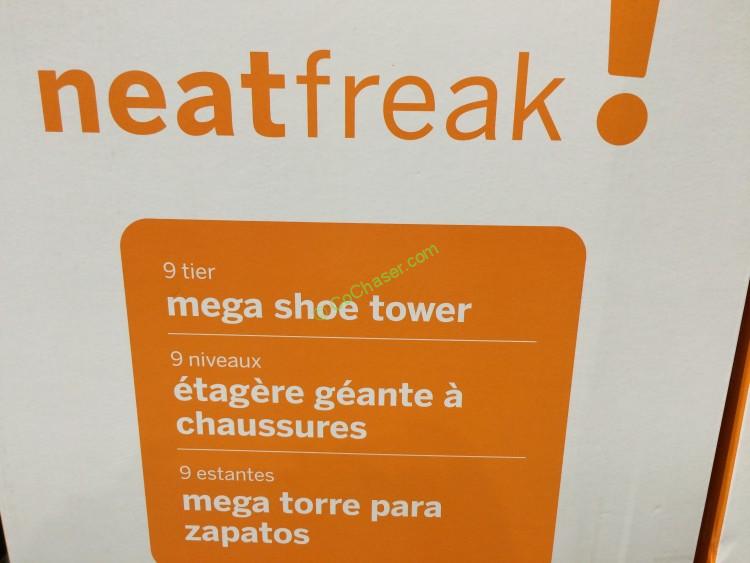 neatfreak!
9 tier
mega shoe tower
9 niveaux
étagère géante à
chaussures
9 estantes
mega torre para
zapatos